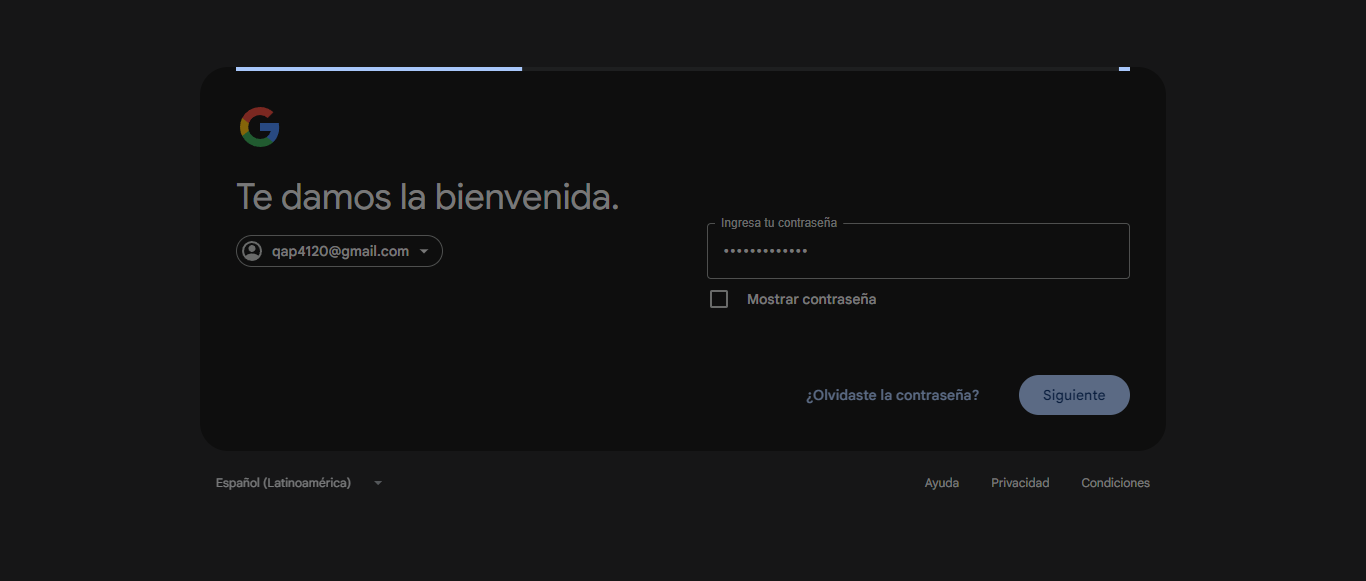 Te damos la bienvenida.
qap4120@gmail.com
Ingresa tu contraseña
•••••••••••••
Mostrar contraseña
¿Olvidaste la contraseña?
Siguiente
Español (Latinoamérica)
Ayuda
Privacidad
Condiciones